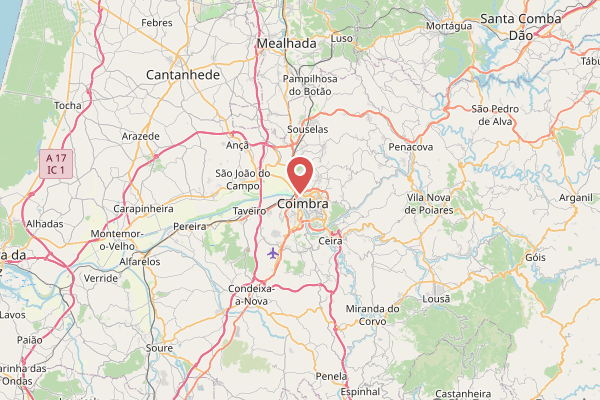 Febres
Mortágua
Santa Comba
Dão
Luso
Mealhada
Cantanhede
Pampilhosa
do Botão
Tábu
Tocha
São Pedro
de Alva
Souselas
Arazede
Ançã
Penacova
A 17
IC 1
São João do
Campo
Vila Nova
de Poiares
Arganil
Coimbra
Carapinheira
Taveiro
Alhadas
Pereira
Montemor-
o-Velho
Ceira
ra da
z
Alfarelos
Góis
Verride
Condeixa-
a-Nova
Lousã
Lavos
Miranda do
Corvo
Paião
Soure
arinha das
Ondas
Penela
Espinhal
Castanheira